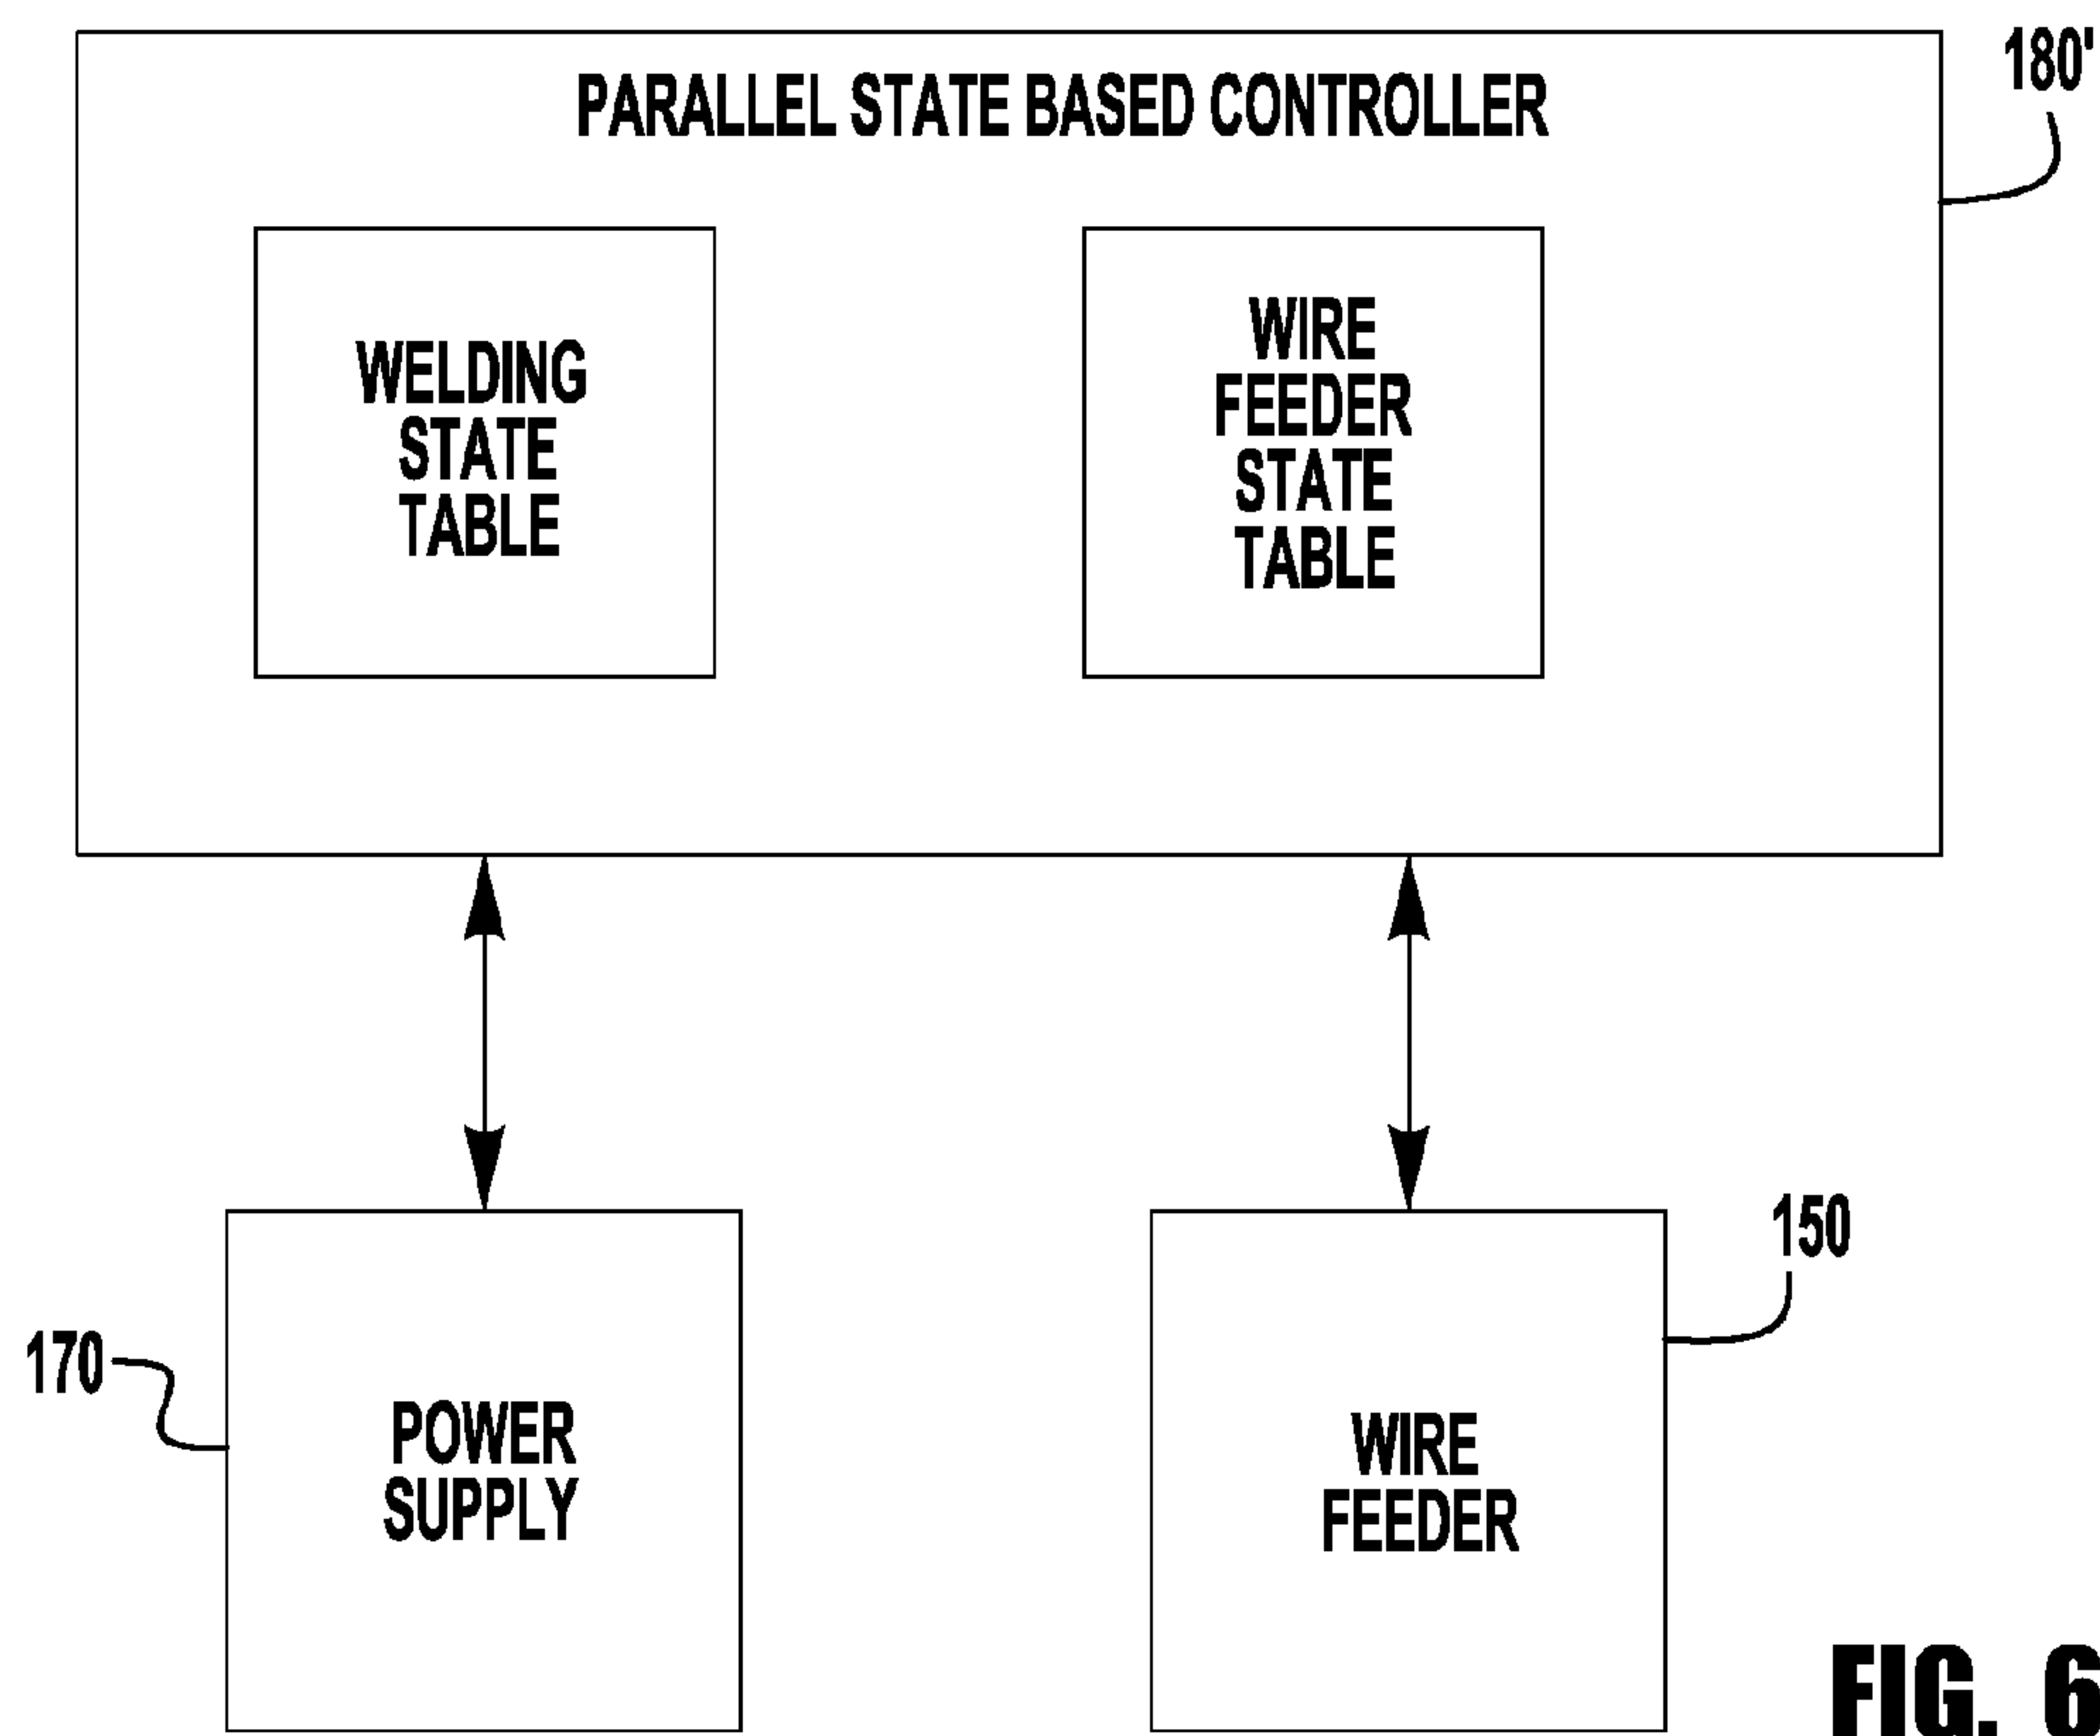 180'
PARALLEL STATE BASED CONTROLLER
WELDING
STATE
TABLE
WIRE
FEEDER
STATE
TABLE
170
POWER
SUPPLY
150
WIRE
FEEDER
FIG. 6